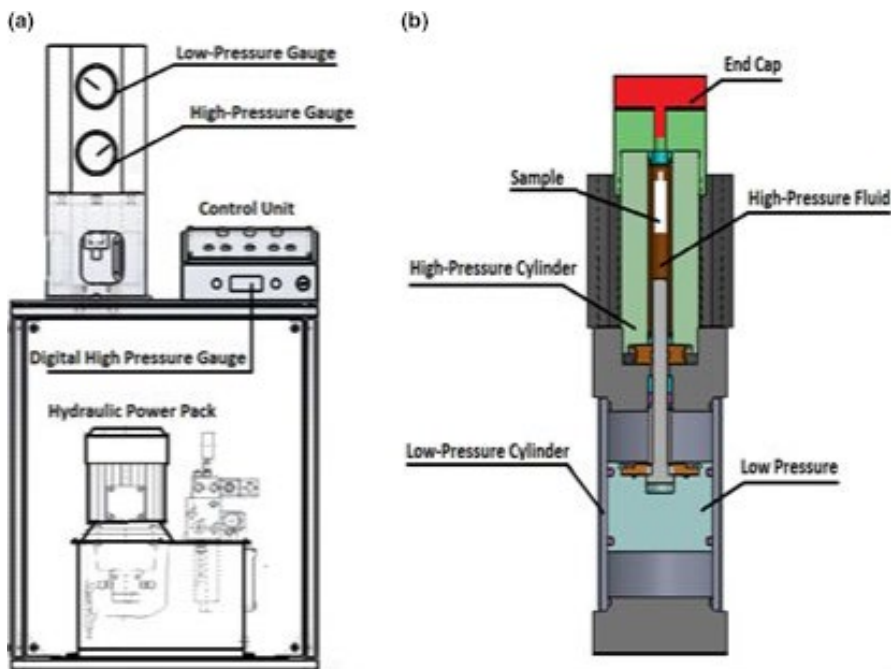 (a)
Low-Pressure Gauge
High-Pressure Gauge
Control Unit
Digital High Pressure Gauge
Hydraulic Power Pack
(b)
End Cap
Sample
High-Pressure Fluid
High-Pressure Cylinder
Low-Pressure Cylinder
Low Pressure